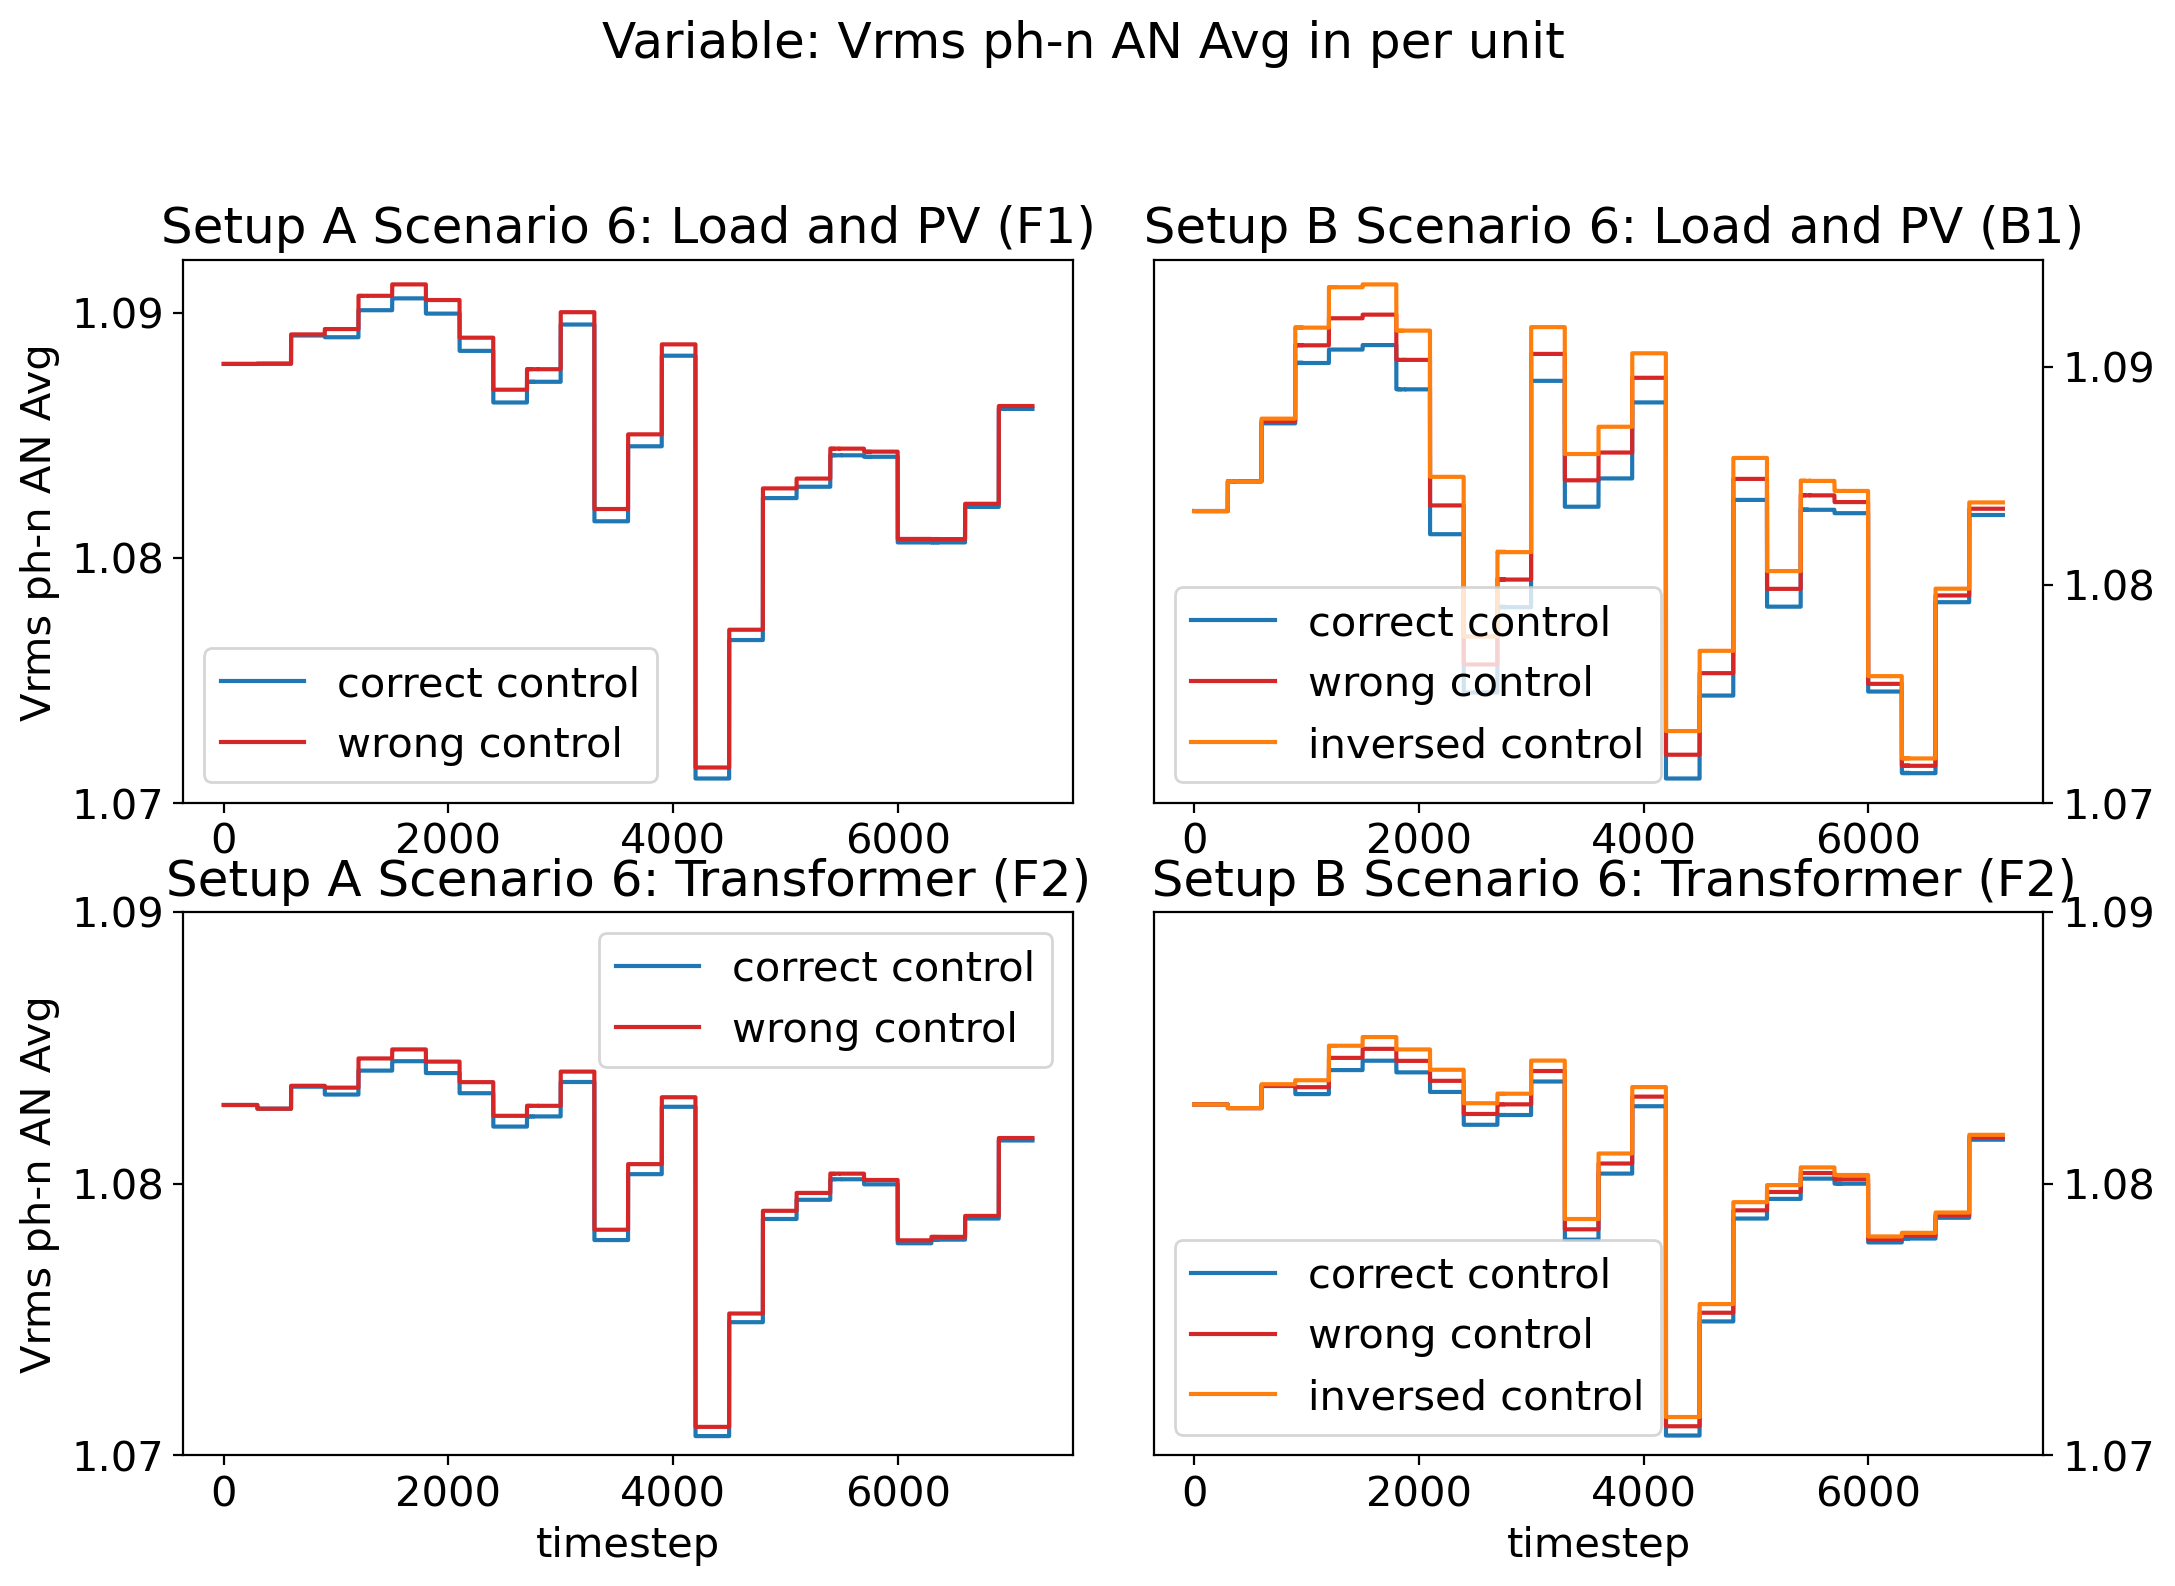 Variable: Vrms ph-n AN Avg in per unit
Setup A Scenario 6: Load and PV (F1)
Vrms ph-n AN Avg
1.09
1.08
1.07
0 2000 4000 6000
correct control
wrong control
Setup B Scenario 6: Load and PV (B1)
1.09
1.08
1.07
0 2000 4000 6000
correct control
wrong control
inversed control
Setup A Scenario 6: Transformer (F2)
Vrms ph-n AN Avg
1.09
1.08
1.07
0 2000 4000 6000
timestep
correct control
wrong control
Setup B Scenario 6: Transformer (F2)
1.09
1.08
1.07
0 2000 4000 6000
timestep
correct control
wrong control
inversed control